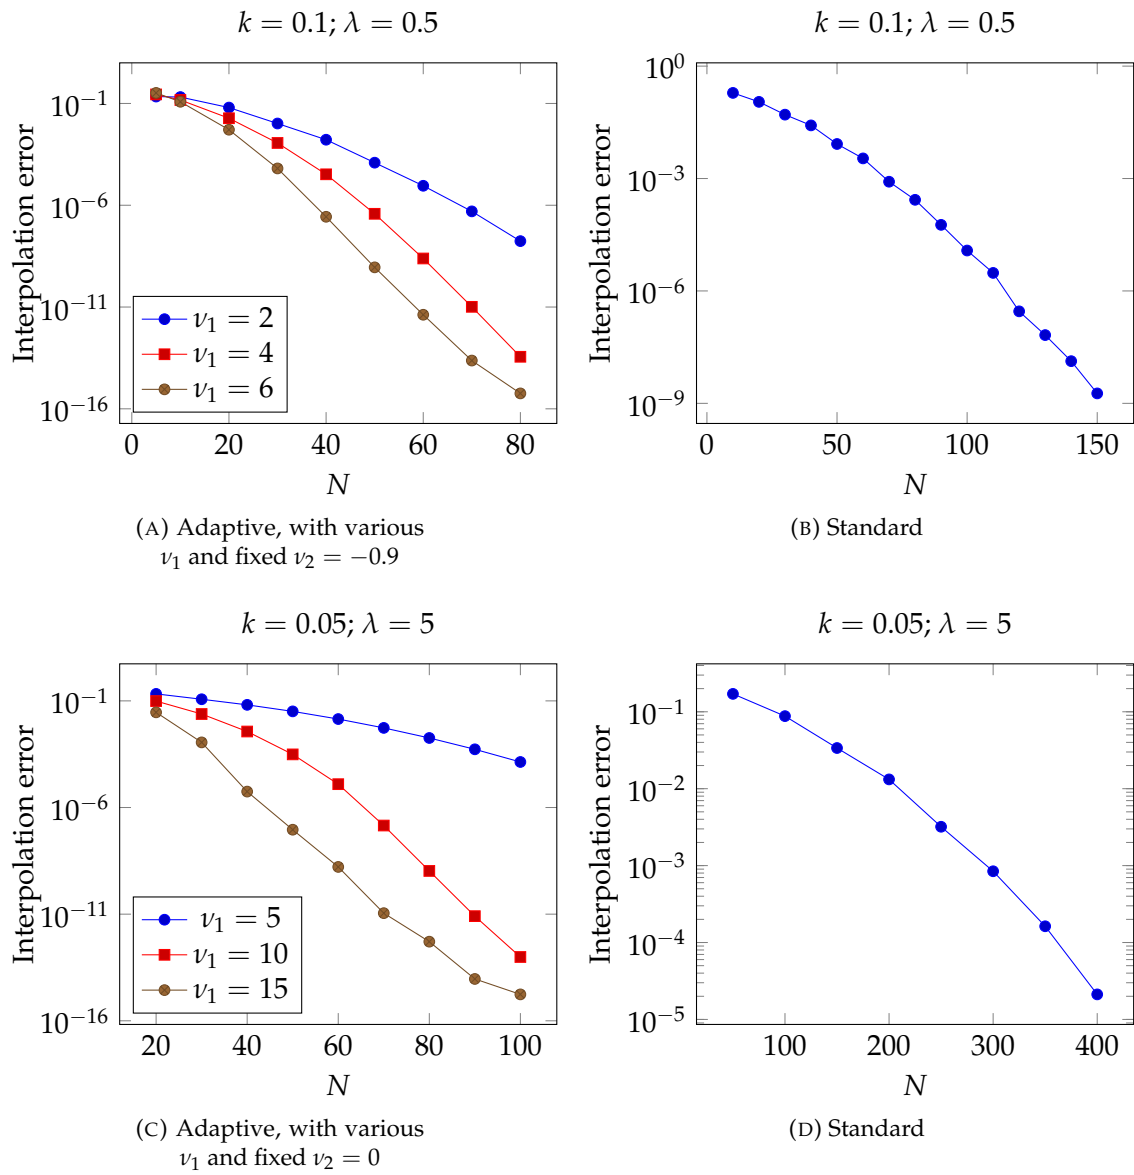 k = 0.1; λ = 0.5
Interpolation error
10⁻¹
10⁻⁶
10⁻¹¹
10⁻¹⁶
ν₁ = 2
ν₁ = 4
ν₁ = 6
0 20 40 60 80
N
(A) Adaptive, with various
ν₁ and fixed ν₂ = −0.9
k = 0.1; λ = 0.5
Interpolation error
10⁰
10⁻³
10⁻⁶
10⁻⁹
0 50 100 150
N
(B) Standard
k = 0.05; λ = 5
Interpolation error
10⁻¹
10⁻⁶
10⁻¹¹
10⁻¹⁶
ν₁ = 5
ν₁ = 10
ν₁ = 15
20 40 60 80 100
N
(C) Adaptive, with various
ν₁ and fixed ν₂ = 0
k = 0.05; λ = 5
Interpolation error
10⁻¹
10⁻²
10⁻³
10⁻⁴
10⁻⁵
100 200 300 400
N
(D) Standard